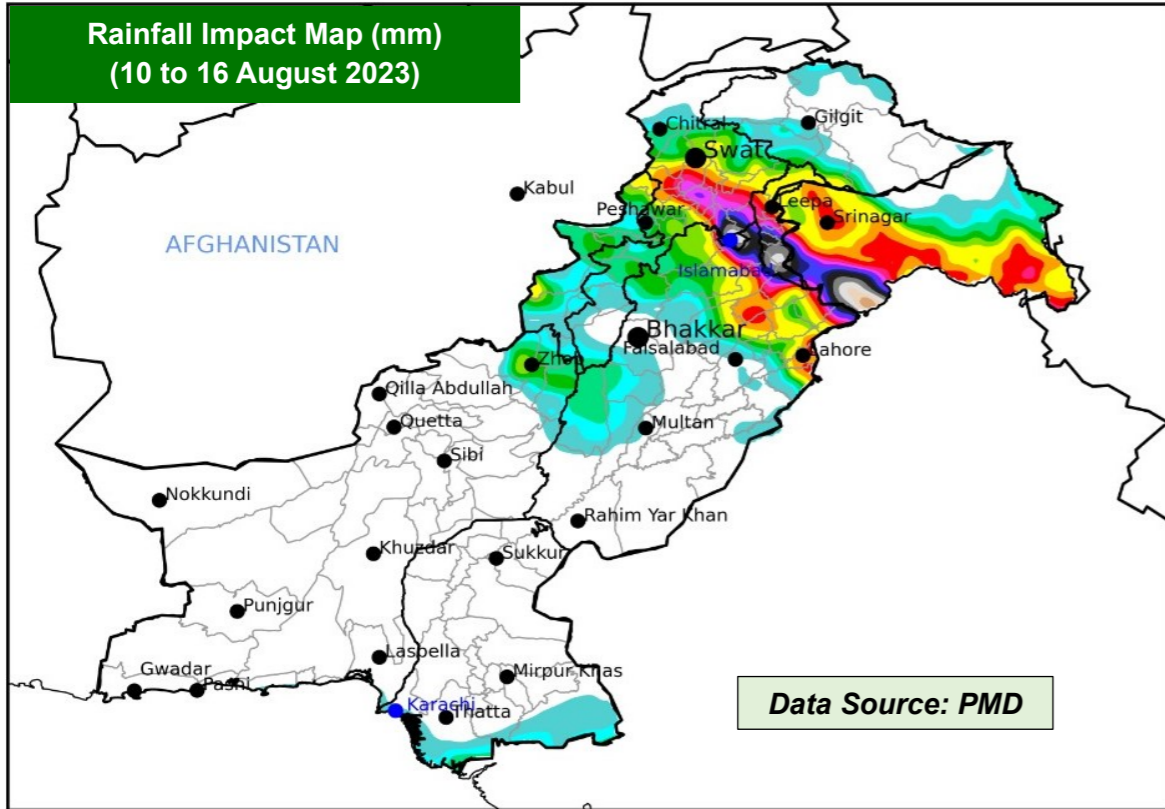 Rainfall Impact Map (mm)
(10 to 16 August 2023)
Gilgit
Chitral
Swat
Kabul
Leepa
Peshawar
Srinagar
AFGHANISTAN
Islamabad
Bhakkar
Faisalabad
Lahore
Zhob
Qilla Abdullah
Quetta
Multan
Sibi
Nokkundi
Rahim Yar Khan
Khuzdar
Sukkur
Punjgur
Lasbella
Gwadar
Pashi
Mirpur Khas
Karachi
Thatta
Data Source: PMD